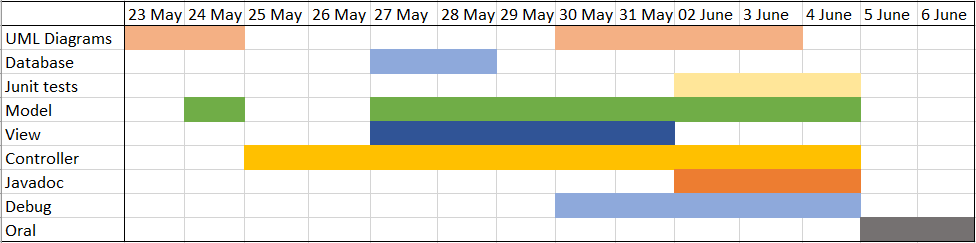 23 May 24 May 25 May 26 May 27 May 28 May 29 May 30 May 31 May 02 June 3 June 4 June 5 June 6 June
UML Diagrams
Database
Junit tests
Model
View
Controller
Javadoc
Debug
Oral